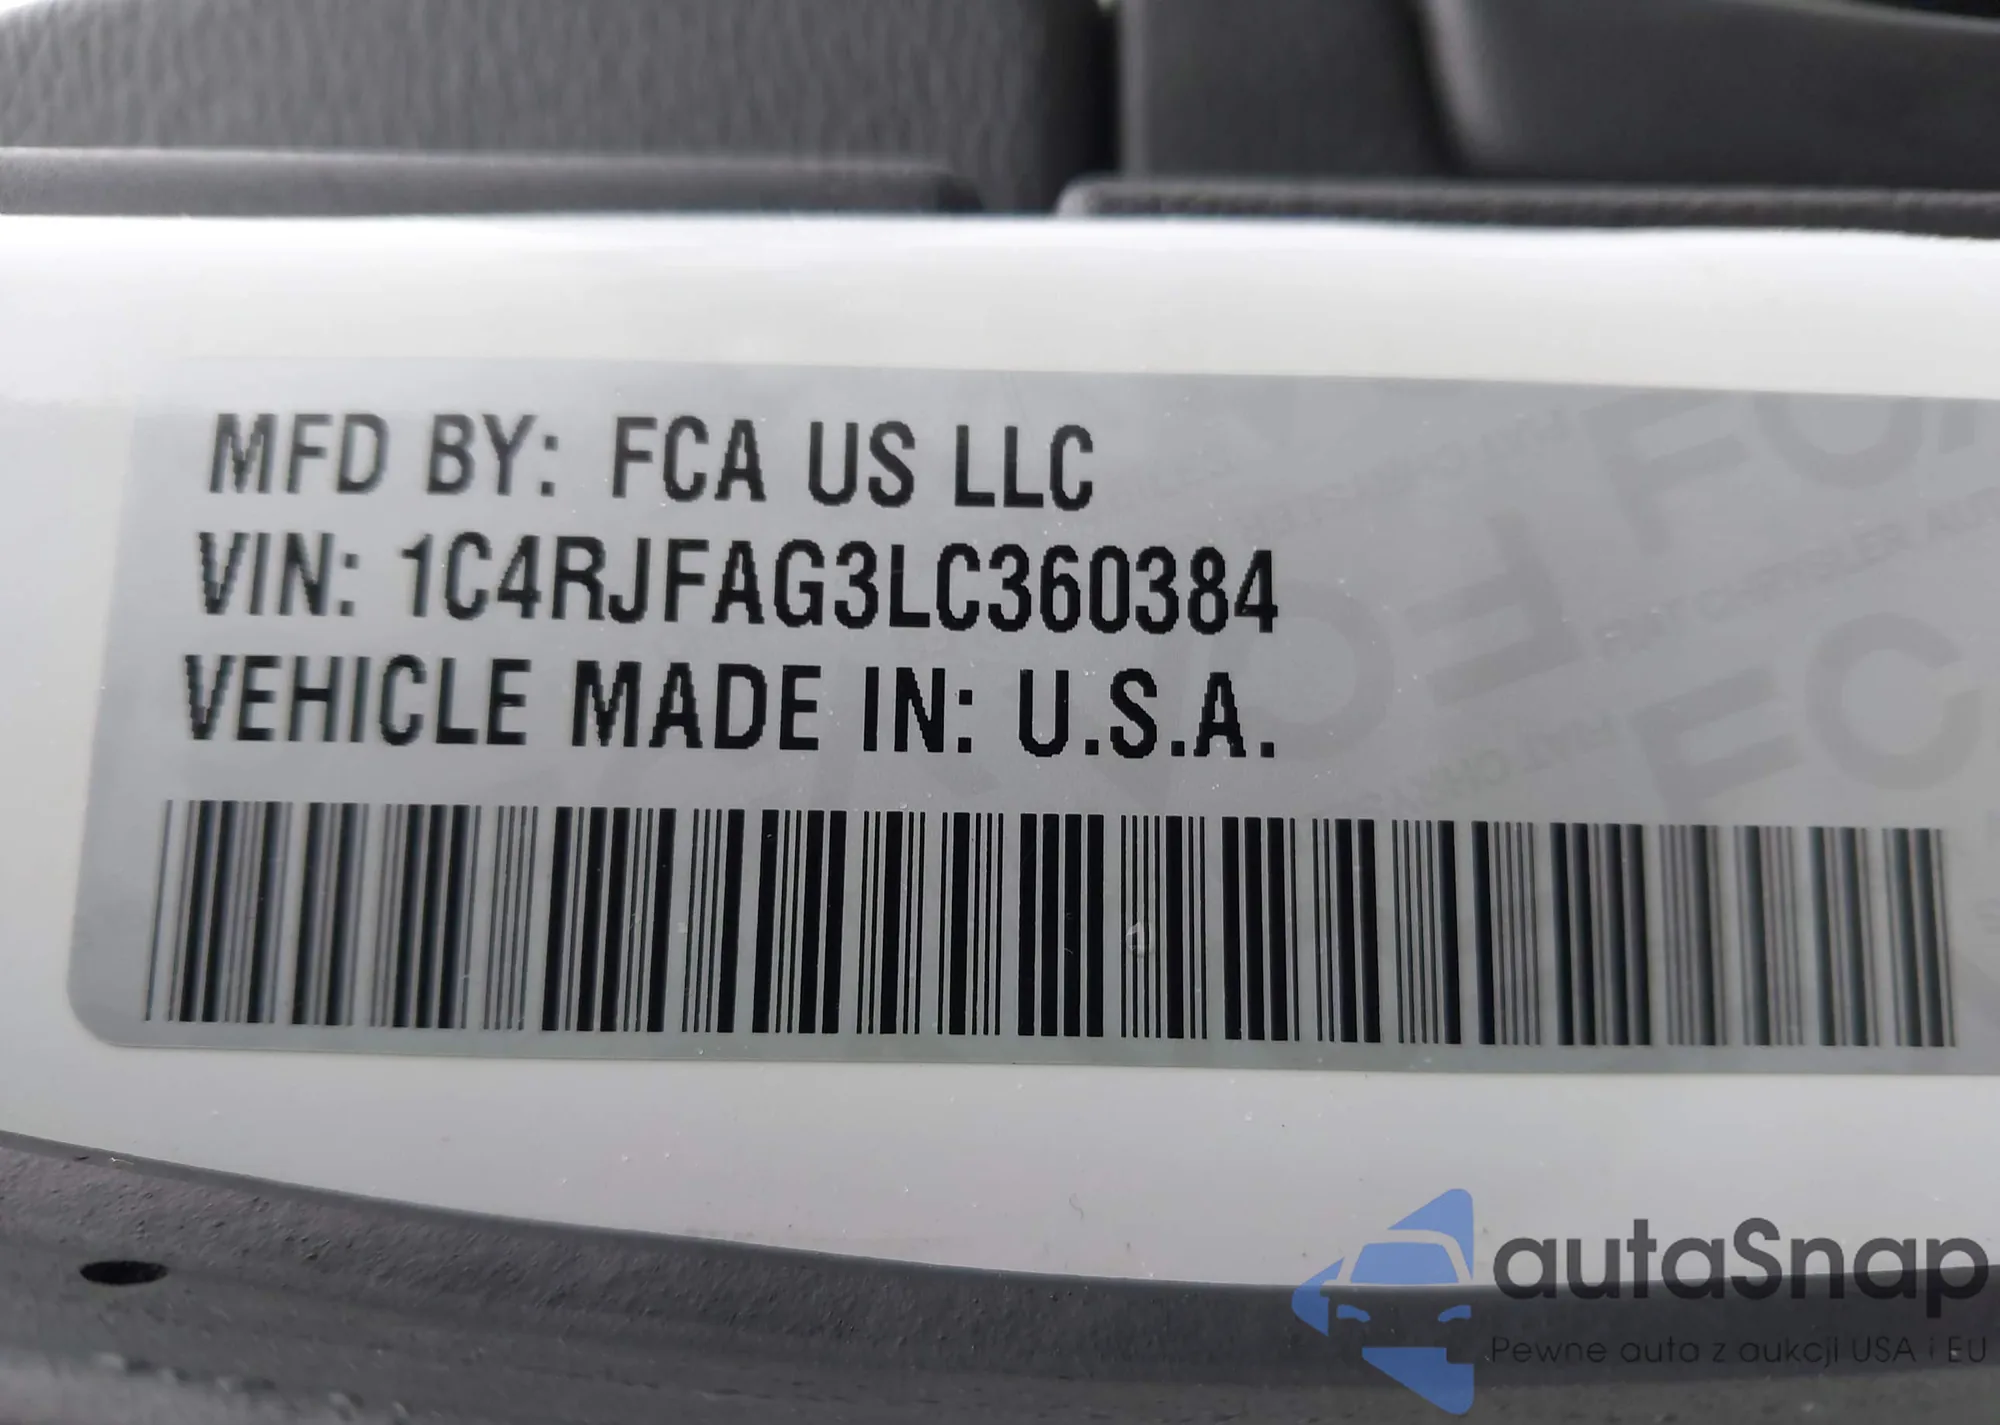 MFD BY: FCA US LLC
VIN: 1C4RJFAG3LC360384
VEHICLE MADE IN: U.S.A.
autaSnap
Pewne auta z aukcji USA i EU